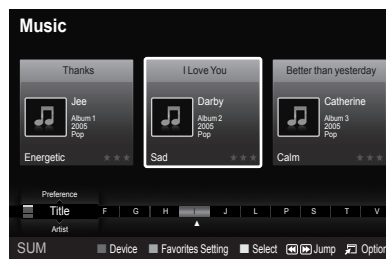 Music
Thanks
I Love You
Better than yesterday
Jee
Album 1
2005
Pop
Darby
Album 2
2005
Pop
Catherine
Album 3
2005
Pop
Energetic
Sad
Calm
Preference
Title F G H I J L P S T V
Artist
SUM Device Favorites Setting Select Jump Option